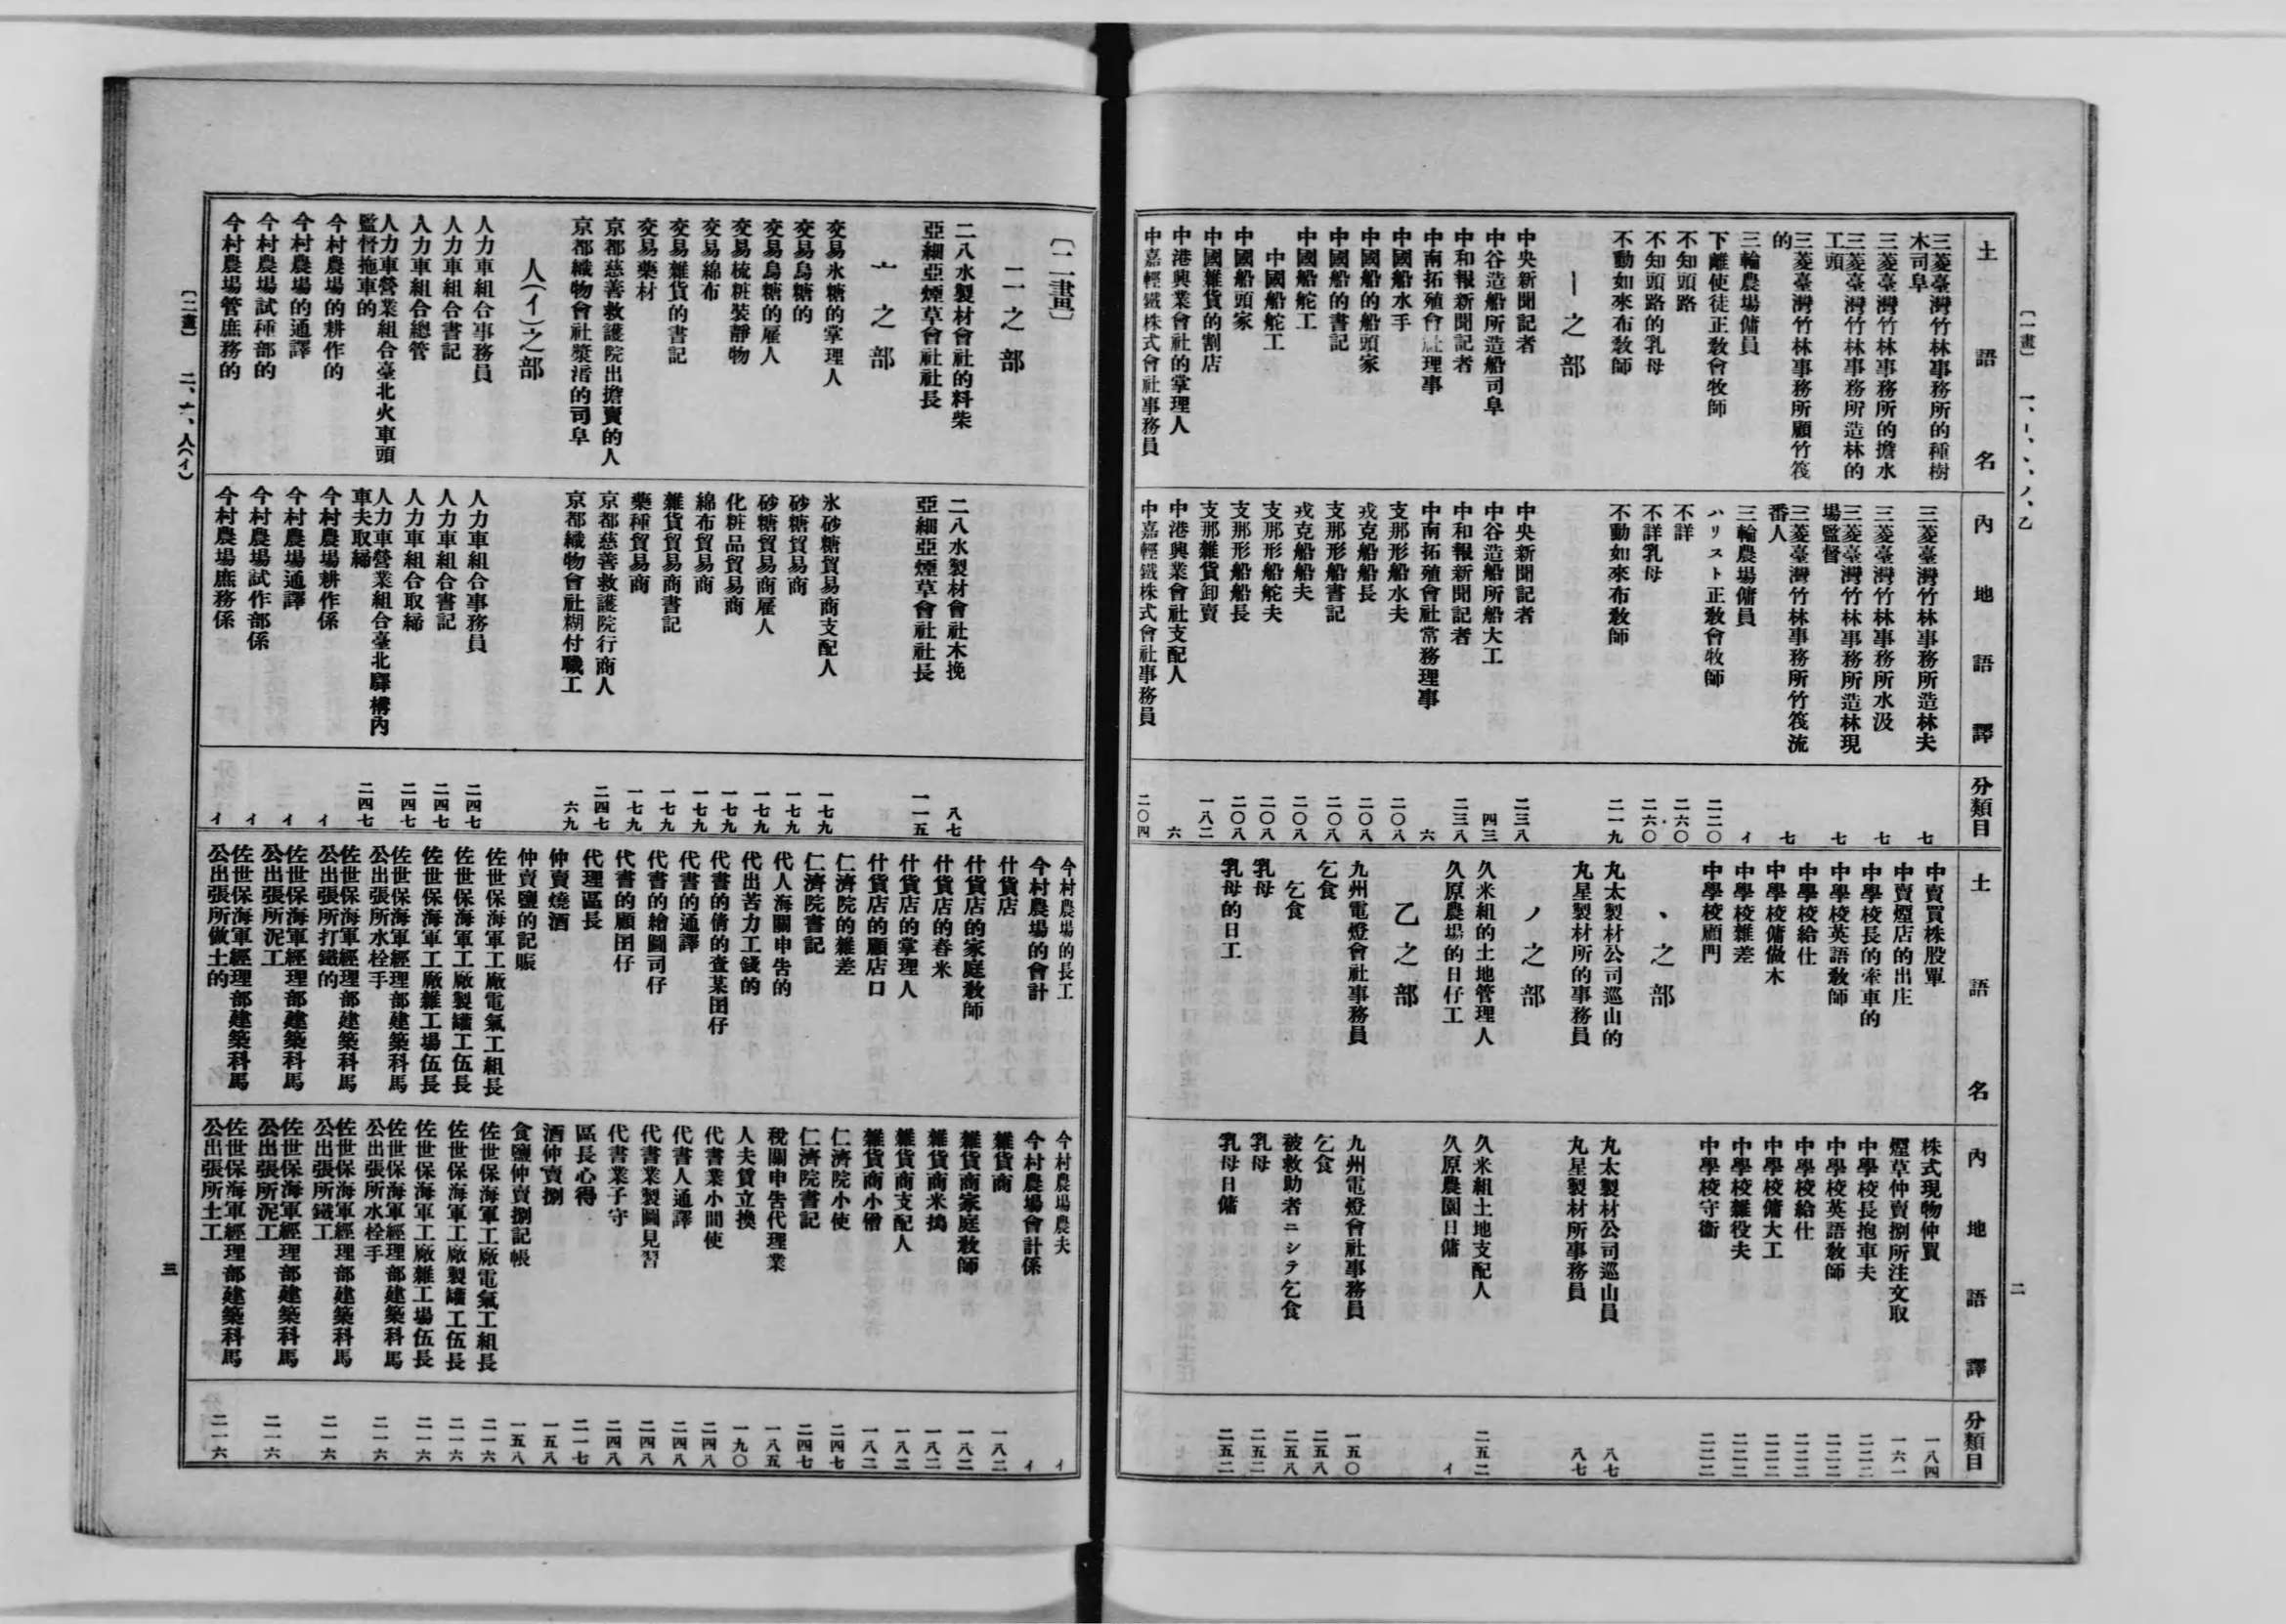 〔一畫〕 一、丨、丶、ノ、乙
二
土語名
內地語譯
分類目
三菱臺灣竹林事務所的種樹木司阜
三菱臺灣竹林事務所造林夫
七
三菱臺灣竹林事務所的擔水
三菱臺灣竹林事務所水汲
七
三菱臺灣竹林事務所造林的工頭
三菱臺灣竹林事務所造林現場監督
七
三菱臺灣竹林事務所顧竹筏的
三菱臺灣竹林事務所竹筏流番人
七
三輪農場傭員
三輪農場傭員
イ
下離使徒正敎會牧師
ハリスト正敎會牧師
二二〇
不知頭路
不詳
二六〇
不知頭路的乳母
不詳乳母
二六〇
不動如來布敎師
不動如來布敎師
二一九
丨之部
中央新聞記者
中央新聞記者
二三八
中谷造船所造船司阜
中谷造船所船大工
四三
中和報新聞記者
中和報新聞記者
二三八
中南拓殖會社理事
中南拓殖會社常務理事
六
中國船水手
支那形船水夫
二〇八
中國船的船頭家
戎克船船長
二〇八
中國船的書記
支那形船書記
二〇八
中國船舵工
戎克船船夫
二〇八
中國船舵工
支那形船舵夫
二〇八
中國船頭家
支那形船船長
二〇八
中國雜貨的割店
支那雜貨卸賣
一八二
中港興業會社的掌理人
中港興業會社支配人
六
中嘉輕鐵株式會社事務員
中嘉輕鐵株式會社事務員
二〇四
土語名
內地語譯
分類目
中賣買株股單
株式現物仲買
一八四
中賣煙店的出庄
煙草仲賣捌所注文取
一六一
中學校長的牽車的
中學校長抱車夫
二二二
中學校英語敎師
中學校英語敎師
二二二
中學校給仕
中學校給仕
二二二
中學校傭做木
中學校傭大工
二二二
中學校雜差
中學校雜役夫
二二二
中學校顧門
中學校守衞
二二二
丶之部
丸太製材公司巡山的
丸太製材公司巡山員
八七
丸星製材所的事務員
丸星製材所事務員
八七
ノ之部
久米組的土地管理人
久米組土地支配人
二五二
久原農場的日仔工
久原農園日傭
イ
乙之部
九州電燈會社事務員
九州電燈會社事務員
一五〇
乞食
乞食
二五八
乞食
被救助者ニシテ乞食
二五八
乳母
乳母
二五二
乳母的日工
乳母日傭
二五二
〔二畫〕
二之部
二八水製材會社的料柴
二八水製材會社木挽
八七
亞細亞煙草會社社長
亞細亞煙草會社社長
一一五
亠之部
交易氷糖的掌理人
氷砂糖貿易商支配人
一七九
交易烏糖的
砂糖貿易商
一七九
交易烏糖的雇人
砂糖貿易商雇人
一七九
交易梳粧裝靜物
化粧品貿易商
一七九
交易綿布
綿布貿易商
一七九
交易雜貨的書記
雜貨貿易商書記
一七九
交易藥材
藥種貿易商
一七九
京都慈善救護院出擔賣的人
京都慈善救護院行商人
二四七
京都織物會社漿㴘的司阜
京都織物會社糊付職工
六九
人(イ)之部
人力車組合事務員
人力車組合事務員
二四七
人力車組合書記
人力車組合書記
二四七
人力車組合總管
人力車組合取締
二四七
人力車營業組合臺北火車頭監督拖車的
人力車營業組合臺北驛構內車夫取締
二四七
今村農場的耕作的
今村農場耕作係
イ
今村農場的通譯
今村農場通譯
イ
今村農場試種部的
今村農場試作部係
イ
今村農場管庶務的
今村農場庶務係
イ
今村農場的長工
今村農場農夫
イ
今村農場的會計
今村農場會計係
イ
什貨店
雜貨商
一八二
什貨店的家庭敎師
雜貨商家庭敎師
一八二
什貨店的舂米
雜貨商米搗
一八二
什貨店的掌理人
雜貨商支配人
一八二
什貨店的顧店口
雜貨商小僧
一八二
仁濟院的雜差
仁濟院小使
二四七
仁濟院書記
仁濟院書記
二四七
代人海關申吿的
稅關申吿代理業
一八五
代出苦力工錢的
人夫賃立換
一九〇
代書的倩的査某囝仔
代書業小間使
二四八
代書的通譯
代書人通譯
二四八
代書的繪圖司仔
代書業製圖見習
二四八
代書的顧囝仔
代書業子守
二四八
代理區長
區長心得
二一七
仲賣燒酒
酒仲賣捌
一五八
仲賣鹽的記賬
食鹽仲賣捌記帳
一五八
佐世保海軍工廠電氣工組長
佐世保海軍工廠電氣工組長
二一六
佐世保海軍工廠製罐工伍長
佐世保海軍工廠製罐工伍長
二一六
佐世保海軍工廠雜工場伍長
佐世保海軍工廠雜工場伍長
二一六
佐世保海軍經理部建築科馬公出張所水栓手
佐世保海軍經理部建築科馬公出張所水栓手
二一六
佐世保海軍經理部建築科馬公出張所打鐵的
佐世保海軍經理部建築科馬公出張所鐵工
二一六
佐世保海軍經理部建築科馬公出張所泥工
佐世保海軍經理部建築科馬公出張所泥工
二一六
佐世保海軍經理部建築科馬公出張所做土的
佐世保海軍經理部建築科馬公出張所土工
二一六
〔二畫〕 二、亠、人(イ)
三